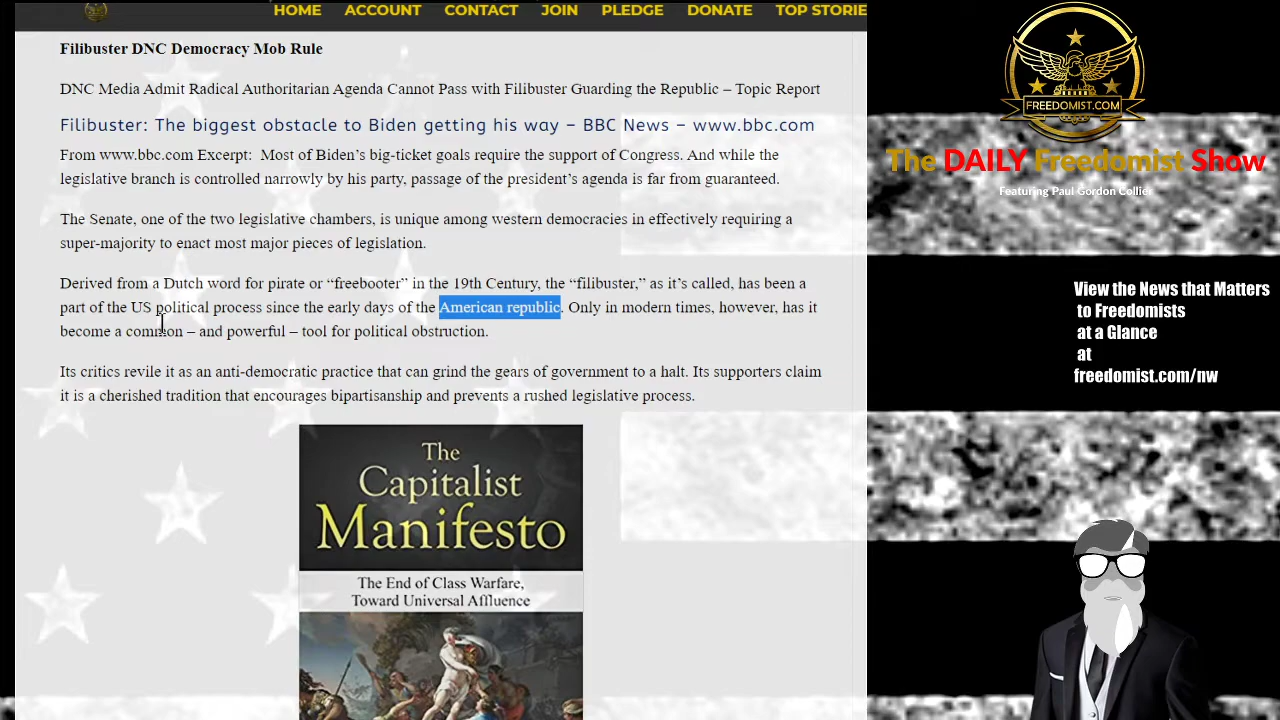 HOME ACCOUNT CONTACT JOIN PLEDGE DONATE TOP STORIE
Filibuster DNC Democracy Mob Rule
DNC Media Admit Radical Authoritarian Agenda Cannot Pass with Filibuster Guarding the Republic – Topic Report
Filibuster: The biggest obstacle to Biden getting his way – BBC News – www.bbc.com
From www.bbc.com Excerpt: Most of Biden's big-ticket goals require the support of Congress. And while the
legislative branch is controlled narrowly by his party, passage of the president's agenda is far from guaranteed.
The Senate, one of the two legislative chambers, is unique among western democracies in effectively requiring a
super-majority to enact most major pieces of legislation.
Derived from a Dutch word for pirate or “freebooter” in the 19th Century, the “filibuster,” as it's called, has been a
part of the US political process since the early days of the American republic. Only in modern times, however, has it
become a common – and powerful – tool for political obstruction.
Its critics revile it as an anti-democratic practice that can grind the gears of government to a halt. Its supporters claim
it is a cherished tradition that encourages bipartisanship and prevents a rushed legislative process.
The
Capitalist
Manifesto
The End of Class Warfare,
Toward Universal Affluence
FREEDOMIST.COM
The DAILY Freedomist Show
Featuring Paul Gordon Collier
View the News that Matters
to Freedomists
at a Glance
at
freedomist.com/nw